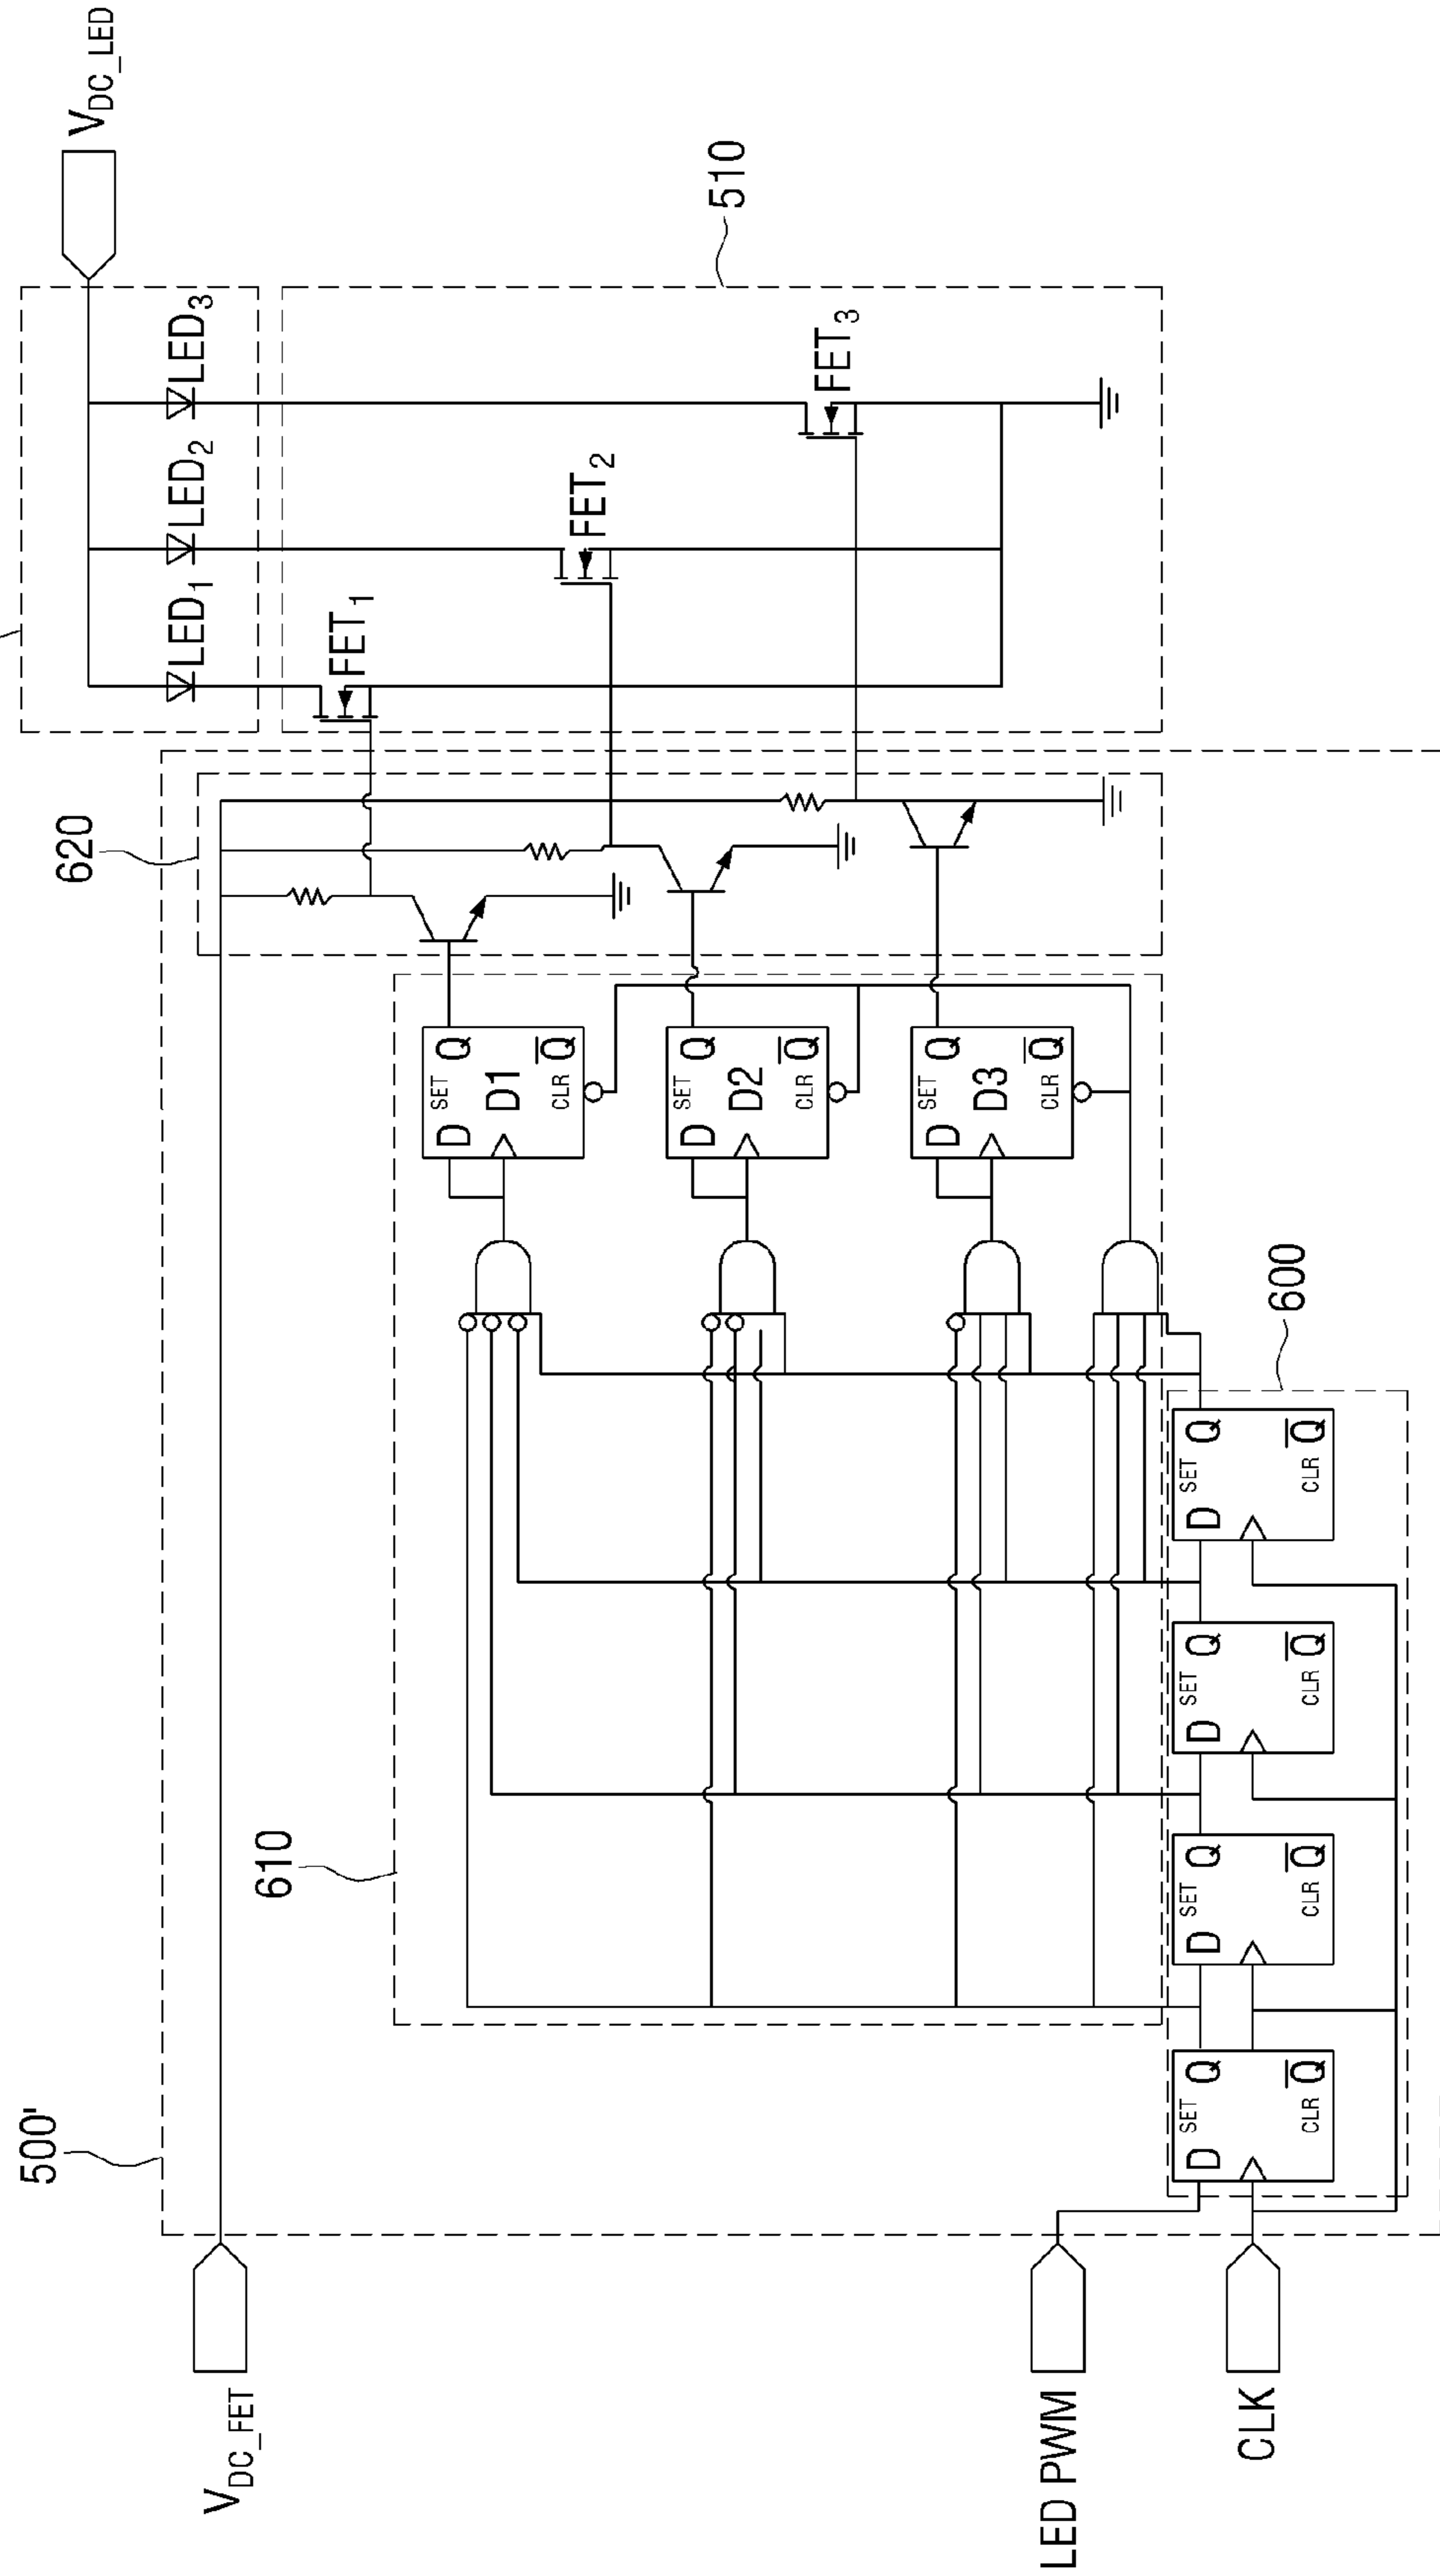 500'
V_DC_FET
LED PWM
CLK
610
620
600
510
V_DC_LED
LED₁
LED₂
LED₃
FET₁
FET₂
FET₃
D SET Q
D1
CLR Q̅
D SET Q
D2
CLR Q̅
D SET Q
D3
CLR Q̅
D SET Q
CLR Q̅
D SET Q
CLR Q̅
D SET Q
CLR Q̅
D SET Q
CLR Q̅